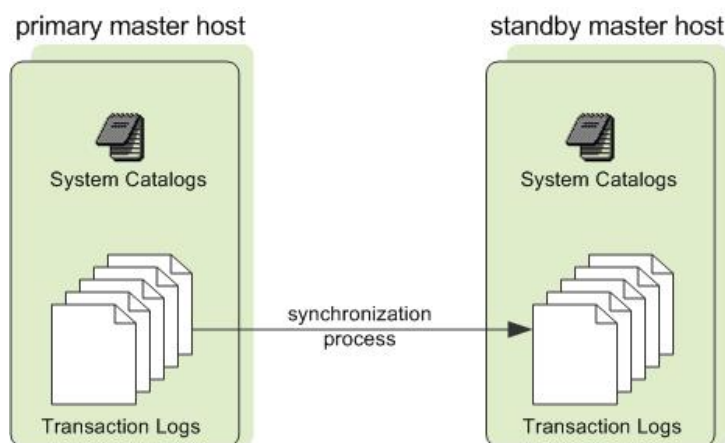 primary master host
standby master host
System Catalogs
System Catalogs
synchronization
process
Transaction Logs
Transaction Logs